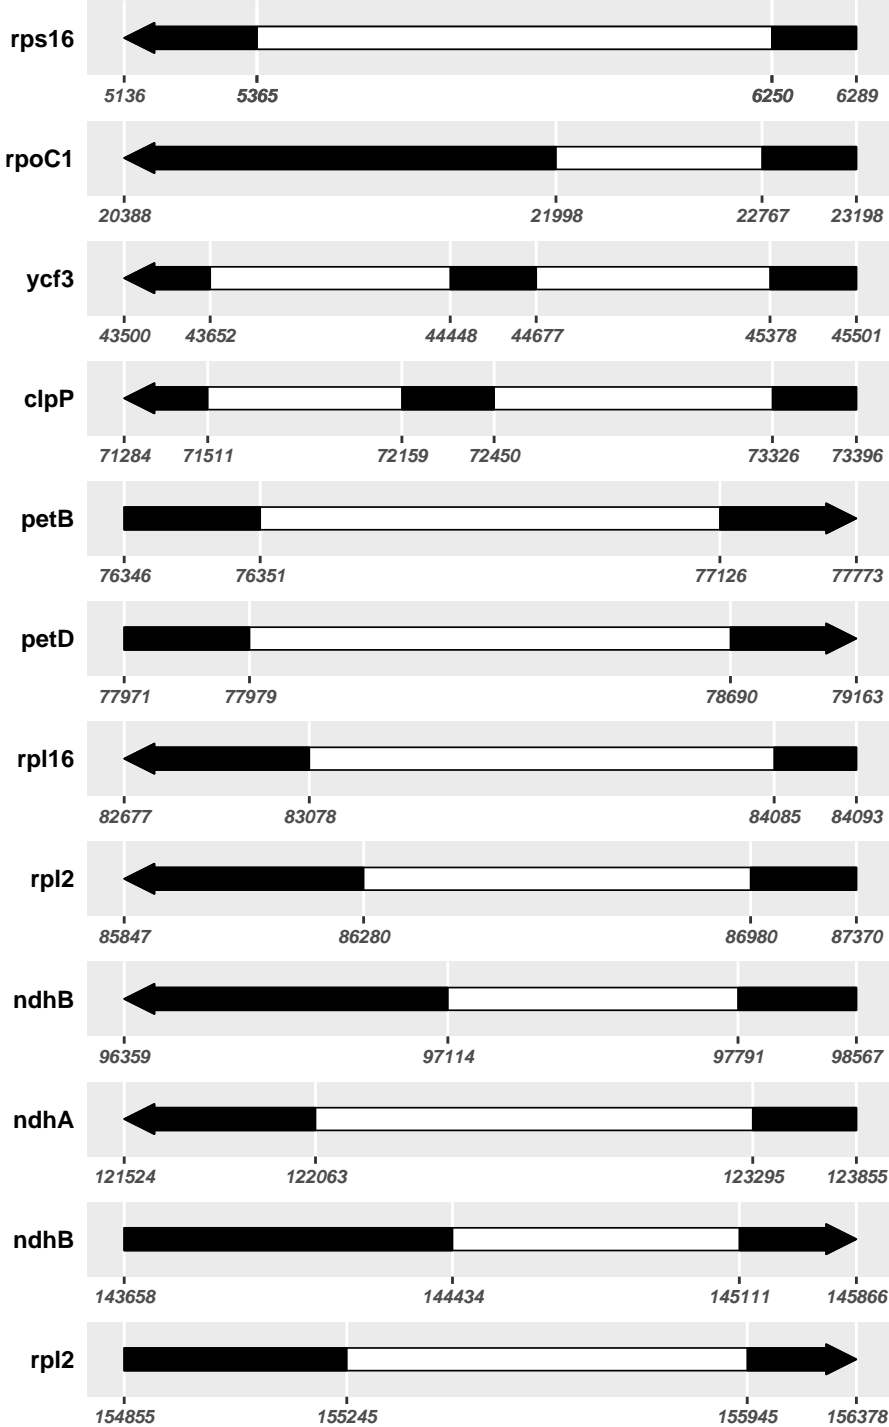 rps16
5136 5365 6250 6289
rpoC1
20388 21998 22767 23198
ycf3
43500 43652 44448 44677 45378 45501
clpP
71284 71511 72159 72450 73326 73396
petB
76346 76351 77126 77773
petD
77971 77979 78690 79163
rpl16
82677 83078 84085 84093
rpl2
85847 86280 86980 87370
ndhB
96359 97114 97791 98567
ndhA
121524 122063 123295 123855
ndhB
143658 144434 145111 145866
rpl2
154855 155245 155945 156378